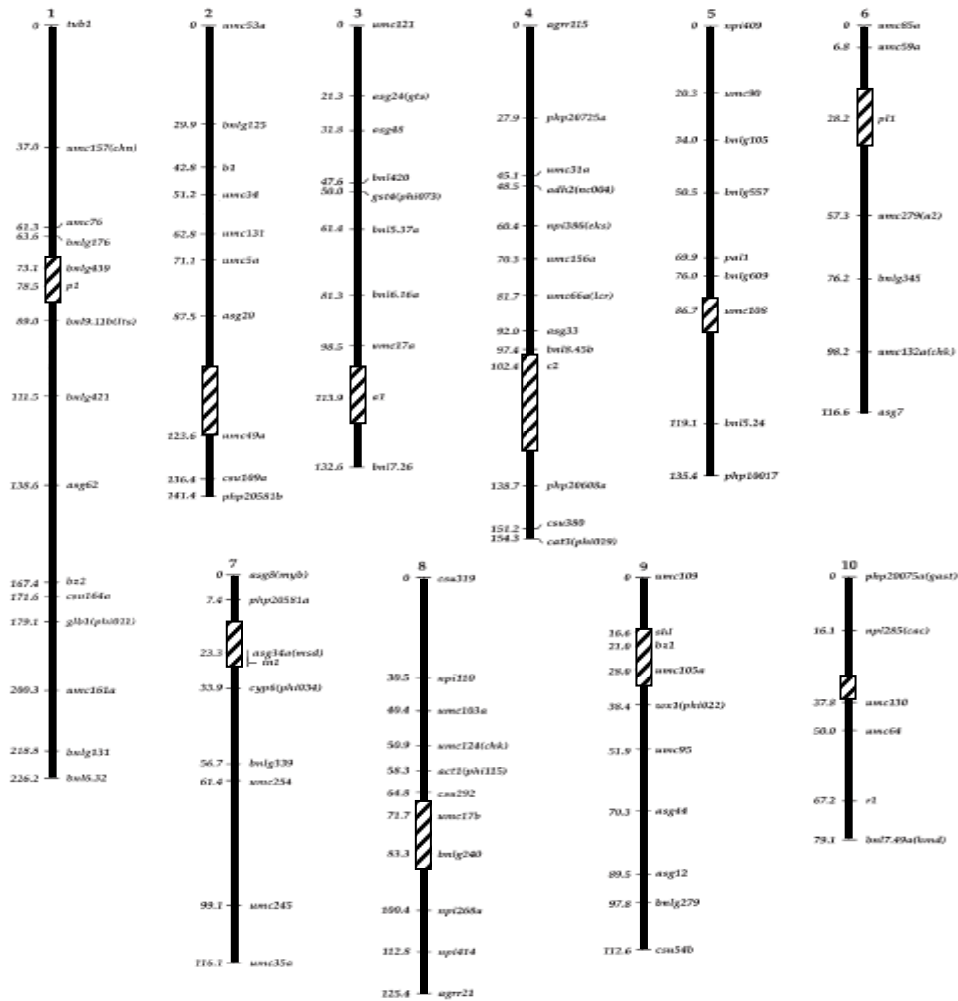 1
0 tub1
37.0 umc157(chn)
61.3 umc76
63.6 bnlg176
73.1 bnlg439
78.5 p1
89.0 bnl9.11b(lts)
111.5 bnlg421
138.6 asg62
167.4 bz2
171.6 csu164a
179.1 glb1(phi011)
200.3 umc161a
218.8 bnlg131
226.2 bnl6.32
2
0 umc53a
29.9 bnlg125
42.8 b1
51.2 umc34
62.8 umc131
71.1 umc5a
87.5 asg20
123.6 umc49a
136.4 csu109a
141.4 php20581b
3
0 umc121
21.3 asg24(gts)
31.8 asg48
47.6 bnl420
50.0 gst4(phi073)
61.4 bnl5.37a
81.3 bnl6.16a
98.5 umc17a
113.9 a1
132.6 bnl7.26
4
0 agrr115
27.9 php20725a
45.1 umc31a
48.5 adh2(nc004)
60.4 npi386(eks)
70.3 umc156a
81.7 umc66a(lcr)
92.0 asg33
97.4 bnl8.45b
102.4 c2
138.7 php20608a
151.2 csu380
154.3 cat3(phi019)
5
0 npi409
20.3 umc90
34.0 bnlg105
50.5 bnlg557
69.9 pal1
76.0 bnlg609
86.7 umc108
119.1 bnl5.24
135.4 php10017
6
0 umc85a
6.8 umc59a
28.2 pl1
57.3 umc279(a2)
76.2 bnlg345
98.2 umc132a(chk)
116.6 asg7
7
0 asg8(myb)
7.4 php20581a
23.3 asg34a(msd)
in1
33.9 cyp6(phi034)
56.7 bnlg339
61.4 umc254
99.1 umc245
116.1 umc35a
8
0 csu319
30.5 npi110
40.4 umc103a
50.9 umc124(chk)
58.3 act1(phi115)
64.8 csu292
71.7 umc17b
83.3 bnlg240
100.4 npi268a
112.8 npi414
125.4 agrr21
9
0 umc109
16.6 sh1
21.0 bz1
28.0 umc105a
38.4 wx1(phi022)
51.9 umc95
70.3 asg44
89.5 asg12
97.8 bnlg279
112.6 csu54b
10
0 php20075a(gast)
16.1 npi285(cac)
37.8 umc130
50.0 umc64
67.2 r1
79.1 bnl7.49a(hmd)